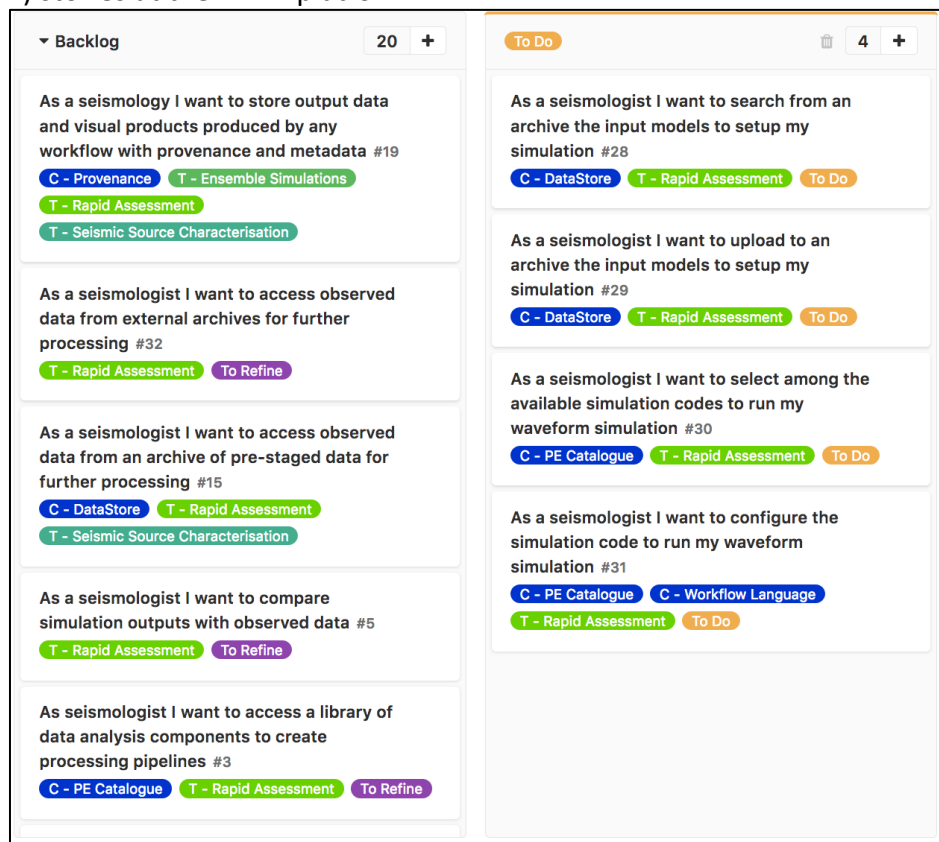 Backlog
20 +
As a seismology I want to store output data
and visual products produced by any
workflow with provenance and metadata #19
C - Provenance T - Ensemble Simulations
T - Rapid Assessment
T - Seismic Source Characterisation
As a seismologist I want to access observed
data from external archives for further
processing #32
T - Rapid Assessment To Refine
As a seismologist I want to access observed
data from an archive of pre-staged data for
further processing #15
C - DataStore T - Rapid Assessment
T - Seismic Source Characterisation
As a seismologist I want to compare
simulation outputs with observed data #5
T - Rapid Assessment To Refine
As seismologist I want to access a library of
data analysis components to create
processing pipelines #3
C - PE Catalogue T - Rapid Assessment To Refine
To Do
4 +
As a seismologist I want to search from an
archive the input models to setup my
simulation #28
C - DataStore T - Rapid Assessment To Do
As a seismologist I want to upload to an
archive the input models to setup my
simulation #29
C - DataStore T - Rapid Assessment To Do
As a seismologist I want to select among the
available simulation codes to run my
waveform simulation #30
C - PE Catalogue T - Rapid Assessment To Do
As a seismologist I want to configure the
simulation code to run my waveform
simulation #31
C - PE Catalogue C - Workflow Language
T - Rapid Assessment To Do